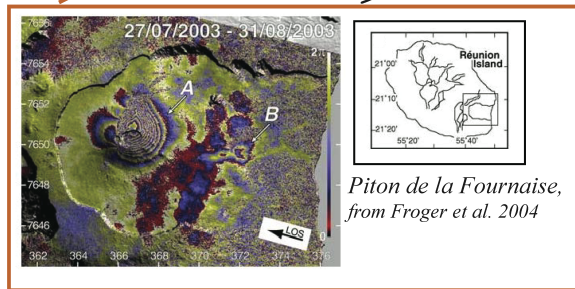 27/07/2003 - 31/08/2003
7656
2π
7654
A
7652
B
7650
7648
LOS
7646
0
362 364 366 368 370 372 374 376
Réunion
Island
21°00'
21°10'
21°20'
55°20' 55°40'
Piton de la Fournaise,
from Froger et al. 2004